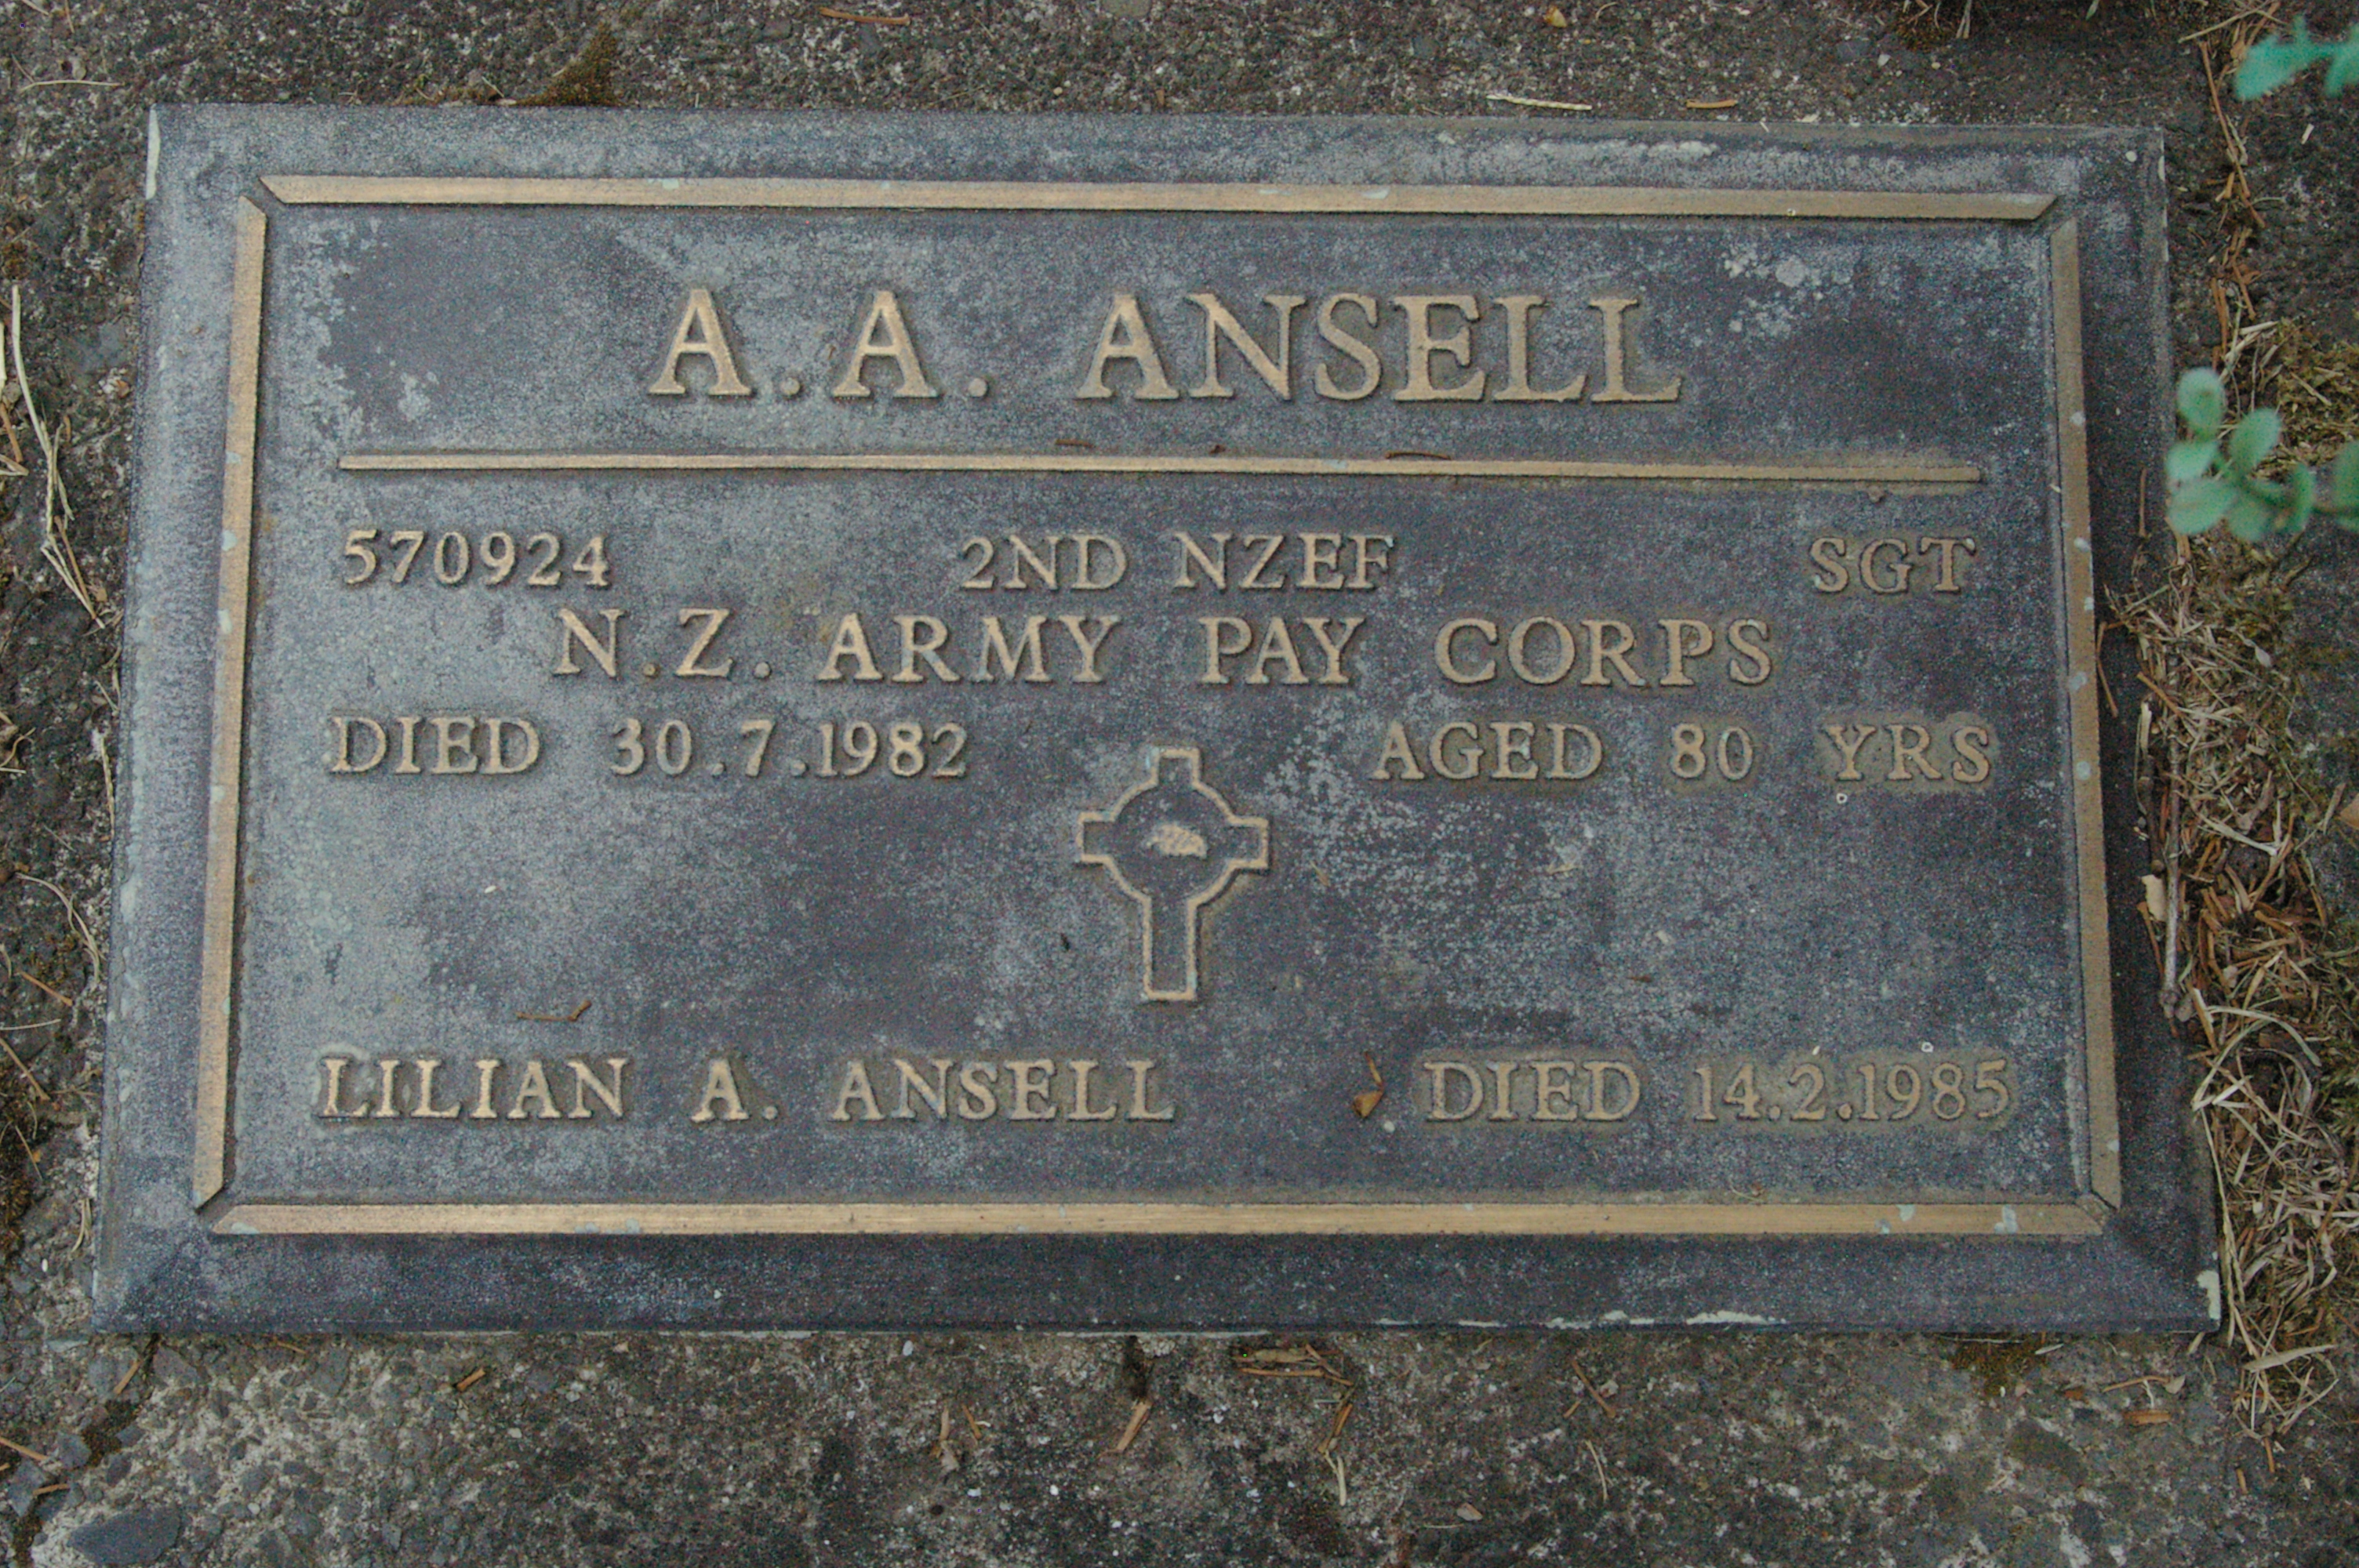 A. A. ANSELL
570924 2ND NZEF SGT
N.Z. ARMY PAY CORPS
DIED 30.7.1982 AGED 80 YRS
LILIAN A. ANSELL DIED 14.2.1985